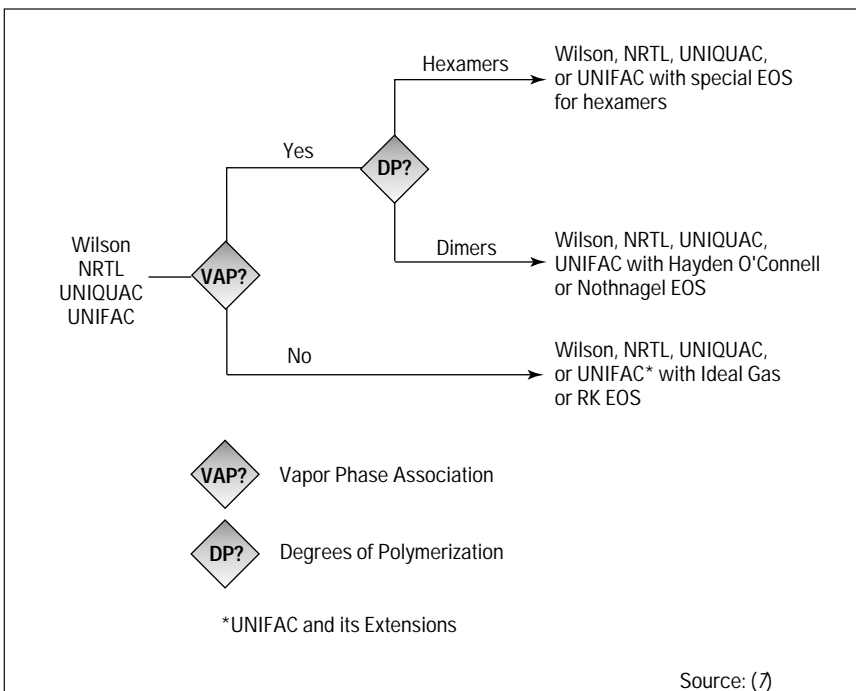 Hexamers
Wilson, NRTL, UNIQUAC,
or UNIFAC with special EOS
for hexamers
Yes
DP?
Wilson
NRTL
UNIQUAC
UNIFAC
VAP?
Dimers
Wilson, NRTL, UNIQUAC,
UNIFAC with Hayden O'Connell
or Nothnagel EOS
No
Wilson, NRTL, UNIQUAC,
or UNIFAC* with Ideal Gas
or RK EOS
VAP?
Vapor Phase Association
DP?
Degrees of Polymerization
*UNIFAC and its Extensions
Source: (7)